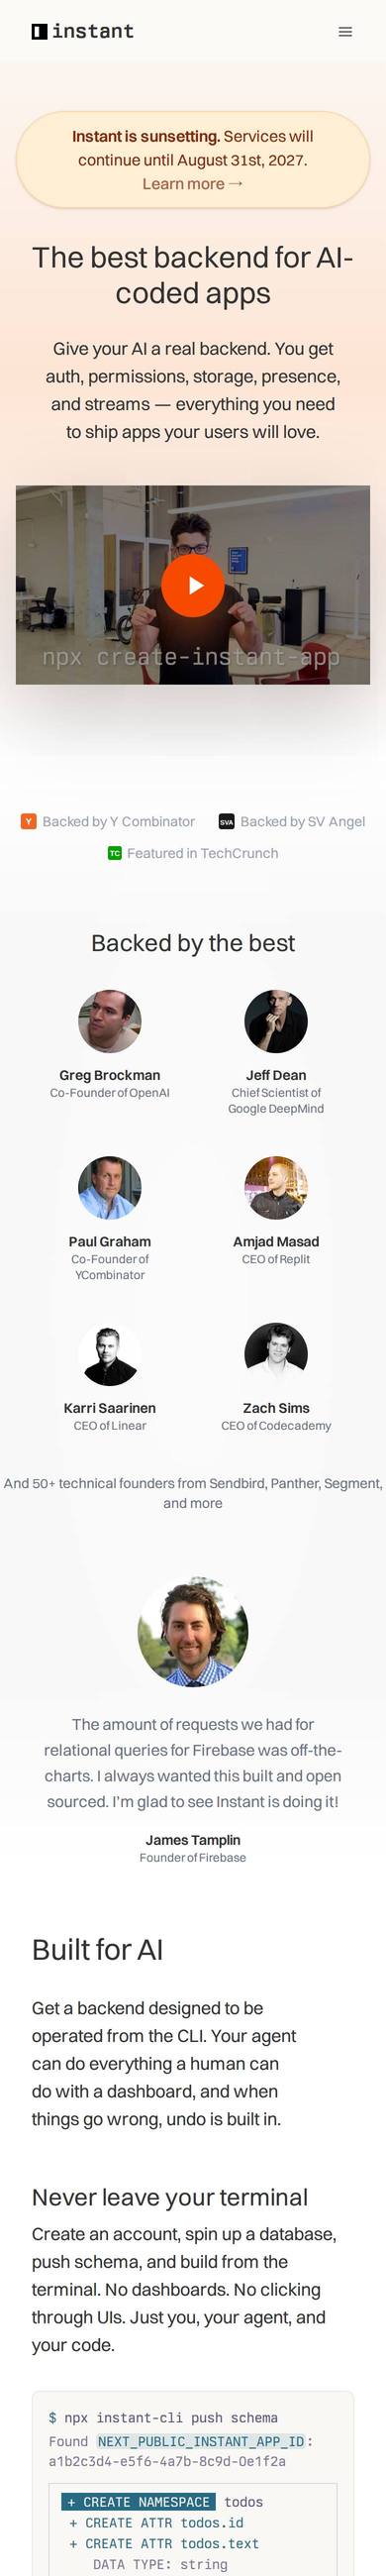 instant
Instant is sunsetting. Services will
continue until August 31st, 2027.
Learn more →
The best backend for AI-
coded apps
Give your AI a real backend. You get
auth, permissions, storage, presence,
and streams — everything you need
to ship apps your users will love.
npx create-instant-app
Y Backed by Y Combinator SVA Backed by SV Angel
TC Featured in TechCrunch
Backed by the best
Greg Brockman
Co-Founder of OpenAI
Jeff Dean
Chief Scientist of
Google DeepMind
Paul Graham
Co-Founder of
YCombinator
Amjad Masad
CEO of Replit
Karri Saarinen
CEO of Linear
Zach Sims
CEO of Codecademy
And 50+ technical founders from Sendbird, Panther, Segment,
and more
The amount of requests we had for
relational queries for Firebase was off-the-
charts. I always wanted this built and open
sourced. I'm glad to see Instant is doing it!
James Tamplin
Founder of Firebase
Built for AI
Get a backend designed to be
operated from the CLI. Your agent
can do everything a human can
do with a dashboard, and when
things go wrong, undo is built in.
Never leave your terminal
Create an account, spin up a database,
push schema, and build from the
terminal. No dashboards. No clicking
through UIs. Just you, your agent, and
your code.
$ npx instant-cli push schema
Found NEXT_PUBLIC_INSTANT_APP_ID:
a1b2c3d4-e5f6-4a7b-8c9d-0e1f2a
+ CREATE NAMESPACE todos
+ CREATE ATTR todos.id
+ CREATE ATTR todos.text
DATA TYPE: string